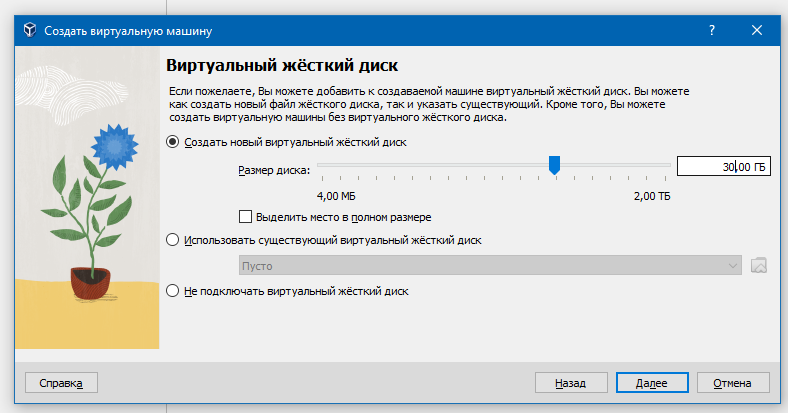 Создать виртуальную машину
?
Виртуальный жёсткий диск
Если пожелаете, Вы можете добавить к создаваемой машине виртуальный жёсткий диск. Вы можете
как создать новый файл жёсткого диска, так и указать существующий. Кроме того, Вы можете
создать виртуальную машины без виртуального жёсткого диска.
Создать новый виртуальный жёсткий диск
Размер диска: 30,00 ГБ
4,00 МБ 2,00 ТБ
Выделить место в полном размере
Использовать существующий виртуальный жёсткий диск
Пусто
Не подключать виртуальный жёсткий диск
Справка Назад Далее Отмена